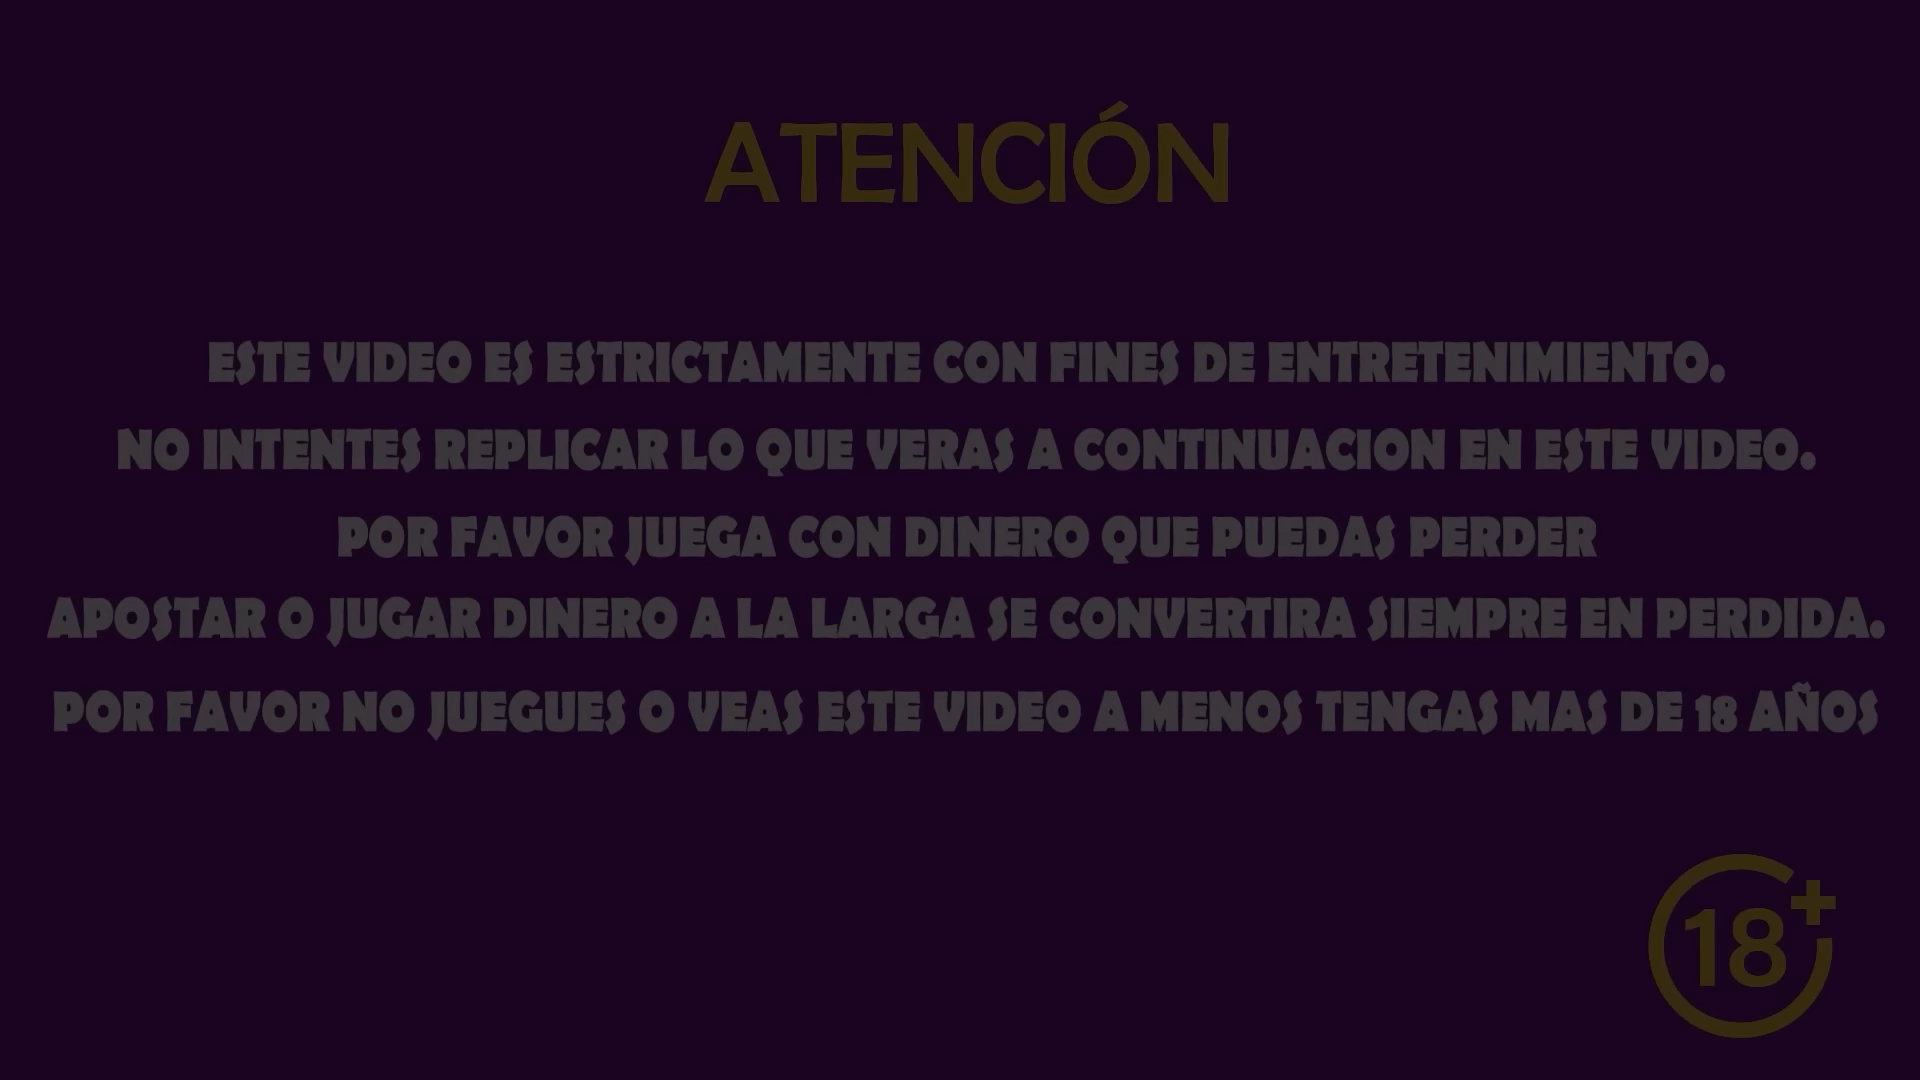 ATENCIÓN
ESTE VIDEO ES ESTRICTAMENTE CON FINES DE ENTRETENIMIENTO.
NO INTENTES REPLICAR LO QUE VERAS A CONTINUACION EN ESTE VIDEO.
POR FAVOR JUEGA CON DINERO QUE PUEDAS PERDER
APOSTAR O JUGAR DINERO A LA LARGA SE CONVERTIRA SIEMPRE EN PERDIDA.
POR FAVOR NO JUEGUES O VEAS ESTE VIDEO A MENOS TENGAS MAS DE 18 AÑOS
18+